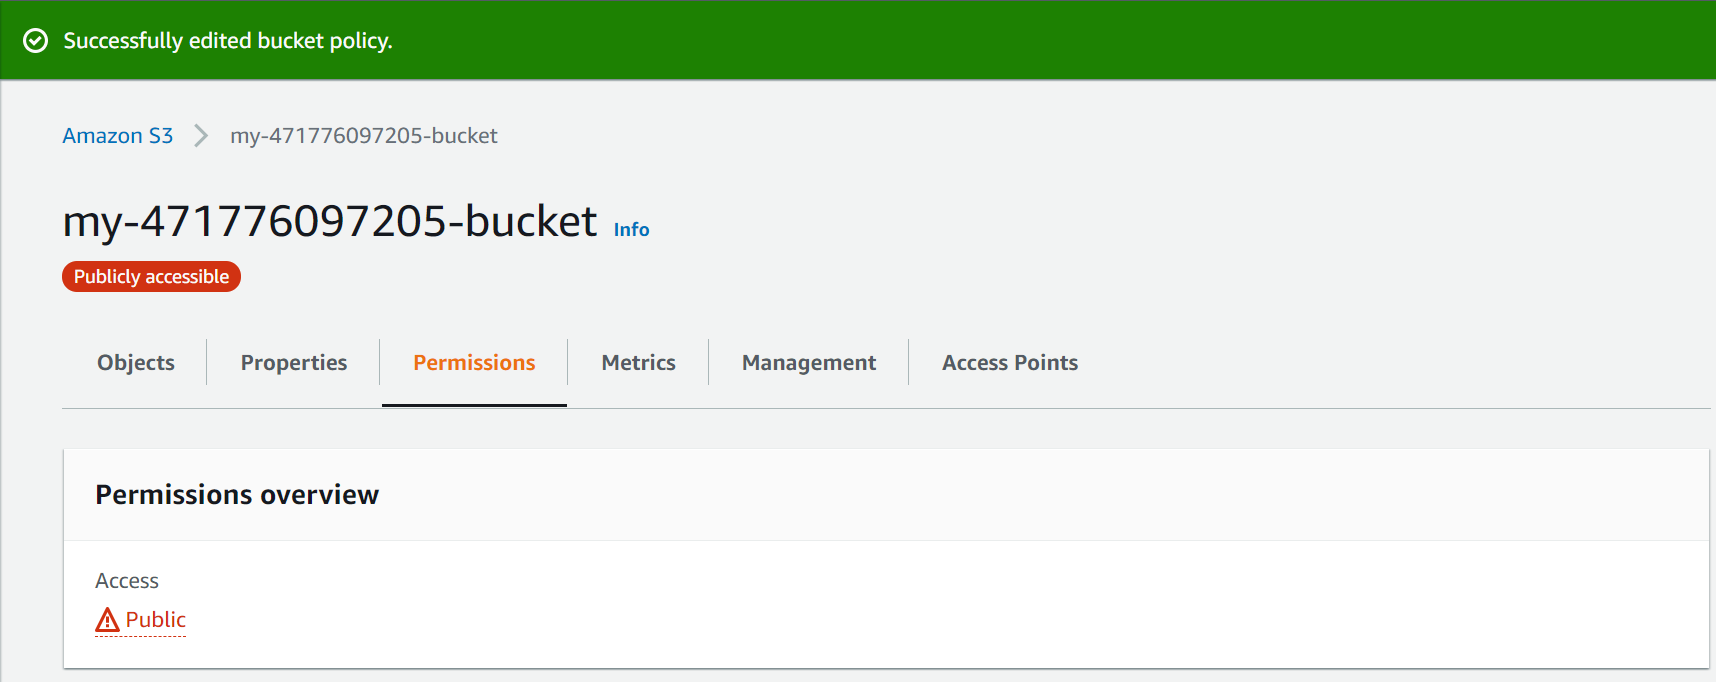 Successfully edited bucket policy.
Amazon S3 my-471776097205-bucket
my-471776097205-bucket Info
Publicly accessible
Objects Properties Permissions Metrics Management Access Points
Permissions overview
Access
Public